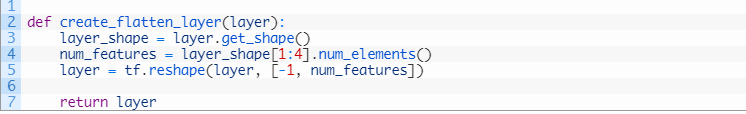 1
2 def create_flatten_layer(layer):
3     layer_shape = layer.get_shape()
4     num_features = layer_shape[1:4].num_elements()
5     layer = tf.reshape(layer, [-1, num_features])
6
7     return layer